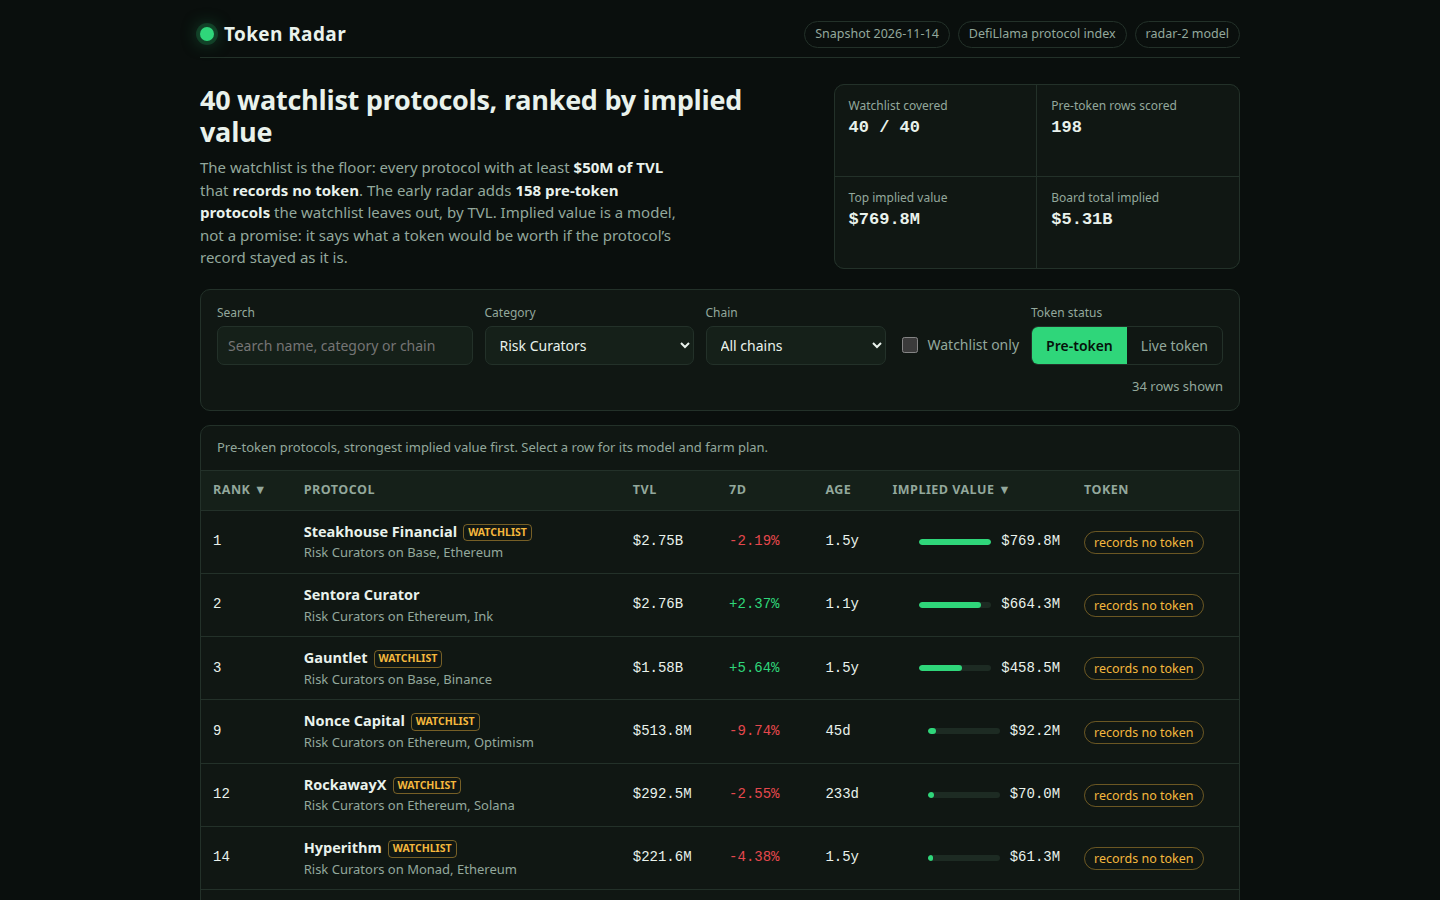 Token Radar
Snapshot 2026-11-14
DefiLlama protocol index
radar-2 model
40 watchlist protocols, ranked by implied
value
The watchlist is the floor: every protocol with at least $50M of TVL
that records no token. The early radar adds 158 pre-token
protocols the watchlist leaves out, by TVL. Implied value is a model,
not a promise: it says what a token would be worth if the protocol's
record stayed as it is.
Watchlist covered
40 / 40
Pre-token rows scored
198
Top implied value
$769.8M
Board total implied
$5.31B
Search
Search name, category or chain
Category
Risk Curators
Chain
All chains
Watchlist only
Token status
Pre-token
Live token
34 rows shown
Pre-token protocols, strongest implied value first. Select a row for its model and farm plan.
RANK ▼ PROTOCOL TVL 7D AGE IMPLIED VALUE ▼ TOKEN
1 Steakhouse Financial WATCHLIST $2.75B -2.19% 1.5y $769.8M records no token
Risk Curators on Base, Ethereum
2 Sentora Curator $2.76B +2.37% 1.1y $664.3M records no token
Risk Curators on Ethereum, Ink
3 Gauntlet WATCHLIST $1.58B +5.64% 1.5y $458.5M records no token
Risk Curators on Base, Binance
9 Nonce Capital WATCHLIST $513.8M -9.74% 45d $92.2M records no token
Risk Curators on Ethereum, Optimism
12 RockawayX WATCHLIST $292.5M -2.55% 233d $70.0M records no token
Risk Curators on Ethereum, Solana
14 Hyperithm WATCHLIST $221.6M -4.38% 1.5y $61.3M records no token
Risk Curators on Monad, Ethereum